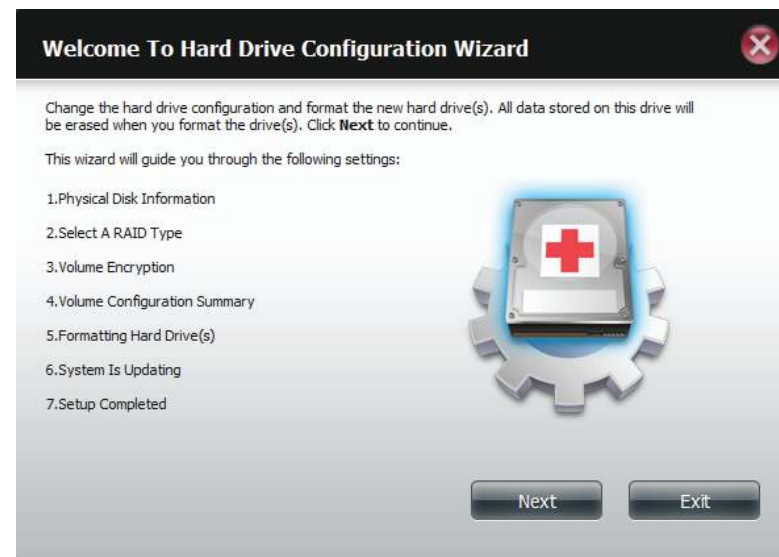 Welcome To Hard Drive Configuration Wizard
Change the hard drive configuration and format the new hard drive(s). All data stored on this drive will
be erased when you format the drive(s). Click Next to continue.
This wizard will guide you through the following settings:
1.Physical Disk Information
2.Select A RAID Type
3.Volume Encryption
4.Volume Configuration Summary
5.Formatting Hard Drive(s)
6.System Is Updating
7.Setup Completed
Next
Exit